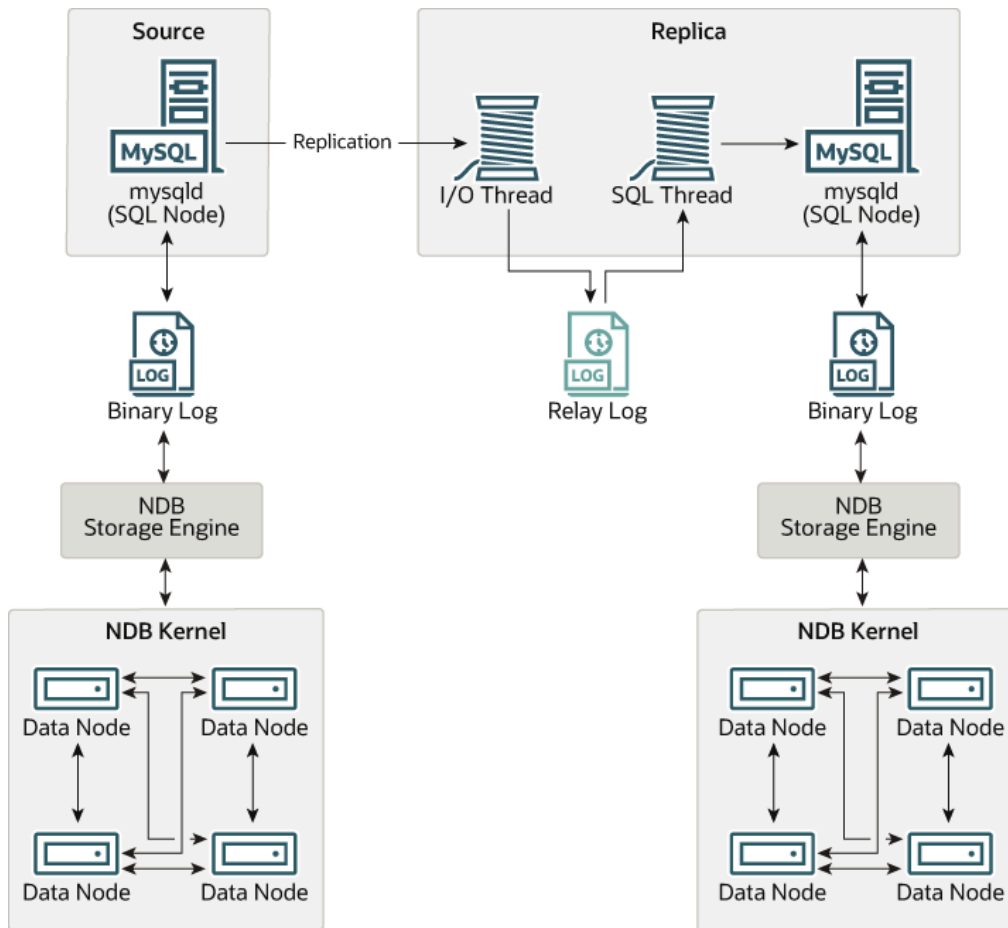 Source
MySQL
mysqld
(SQL Node)
Replication
Replica
I/O Thread
SQL Thread
MySQL
mysqld
(SQL Node)
LOG
Binary Log
LOG
Relay Log
LOG
Binary Log
NDB
Storage Engine
NDB
Storage Engine
NDB Kernel
Data Node
Data Node
Data Node
Data Node
NDB Kernel
Data Node
Data Node
Data Node
Data Node